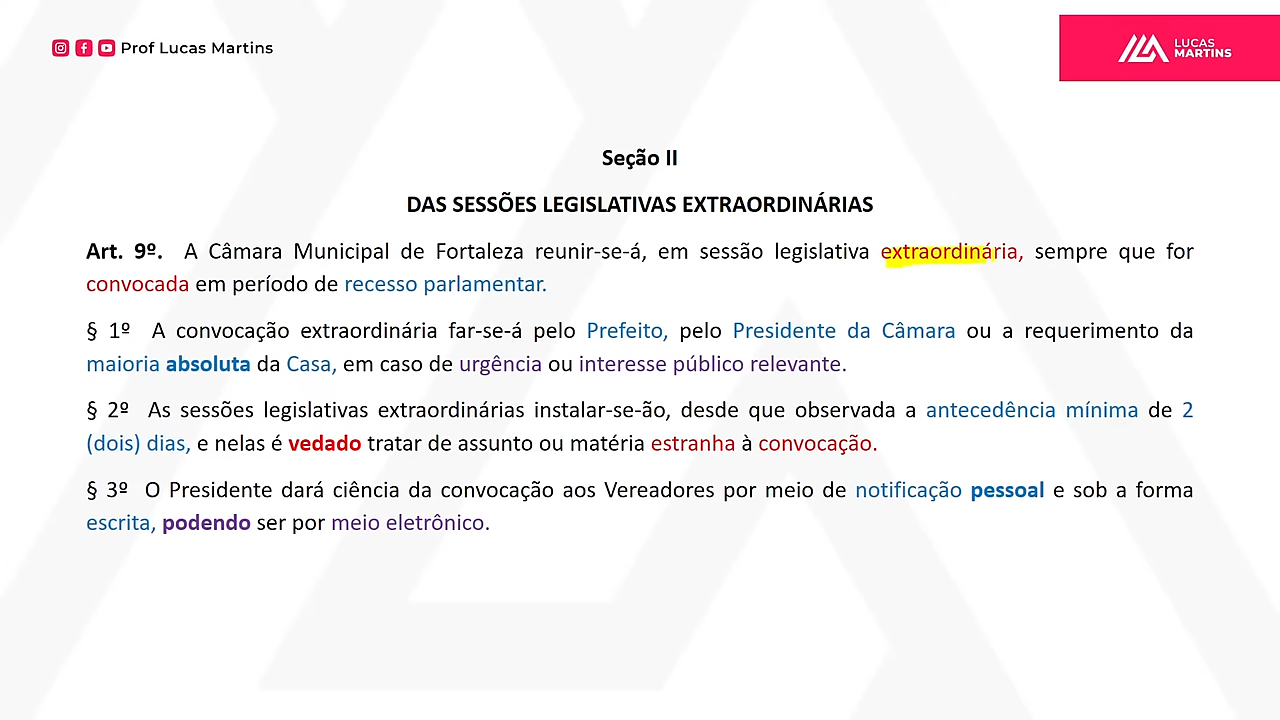 Prof Lucas Martins
LUCAS
MARTINS
Seção II
DAS SESSÕES LEGISLATIVAS EXTRAORDINÁRIAS
Art. 9º. A Câmara Municipal de Fortaleza reunir-se-á, em sessão legislativa extraordinária, sempre que for
convocada em período de recesso parlamentar.
§ 1º A convocação extraordinária far-se-á pelo Prefeito, pelo Presidente da Câmara ou a requerimento da
maioria absoluta da Casa, em caso de urgência ou interesse público relevante.
§ 2º As sessões legislativas extraordinárias instalar-se-ão, desde que observada a antecedência mínima de 2
(dois) dias, e nelas é vedado tratar de assunto ou matéria estranha à convocação.
§ 3º O Presidente dará ciência da convocação aos Vereadores por meio de notificação pessoal e sob a forma
escrita, podendo ser por meio eletrônico.